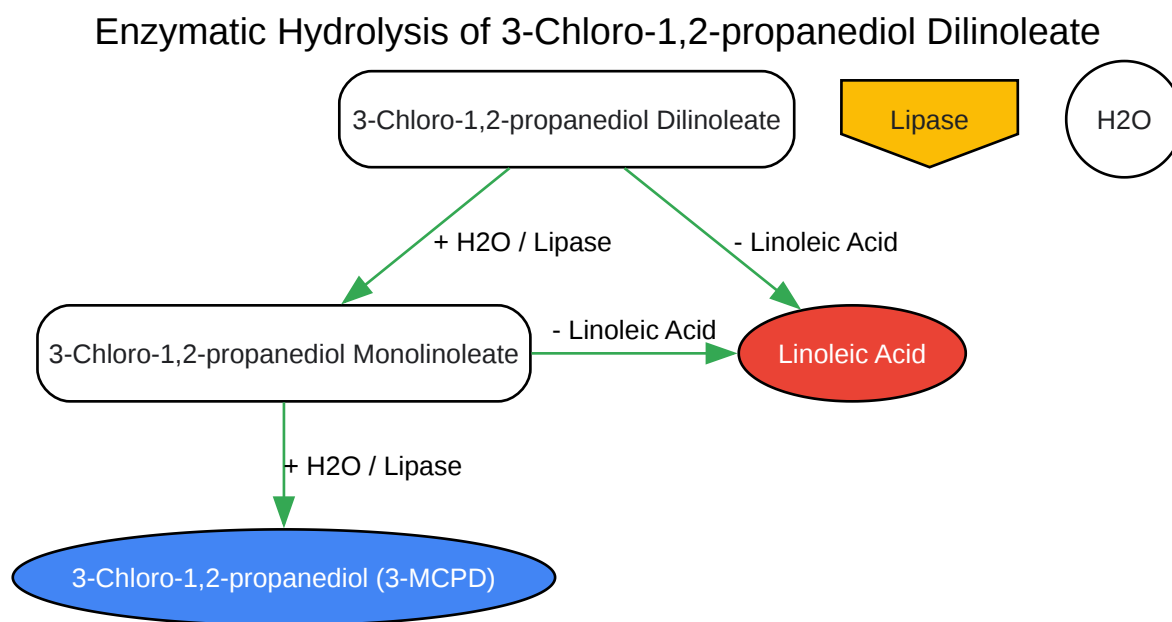 Enzymatic Hydrolysis of 3-Chloro-1,2-propanediol Dilinoleate
3-Chloro-1,2-propanediol Dilinoleate
Lipase
H2O
+ H2O / Lipase
- Linoleic Acid
3-Chloro-1,2-propanediol Monolinoleate
- Linoleic Acid
Linoleic Acid
+ H2O / Lipase
3-Chloro-1,2-propanediol (3-MCPD)